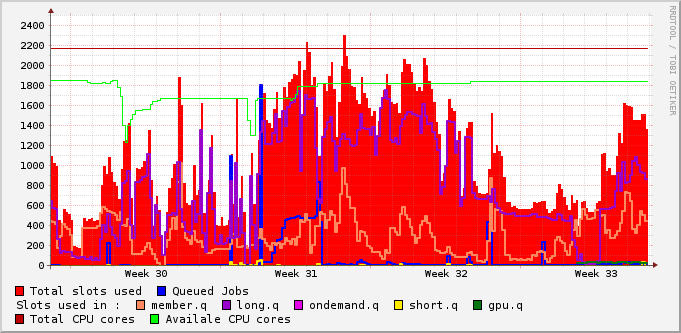 RRDTOOL / TOBI OETIKER
2400
2200
2000
1800
1600
1400
1200
1000
800
600
400
200
0
Week 30 Week 31 Week 32 Week 33
Total slots used Queued Jobs
Slots used in : member.q long.q ondemand.q short.q gpu.q
Total CPU cores Availale CPU cores